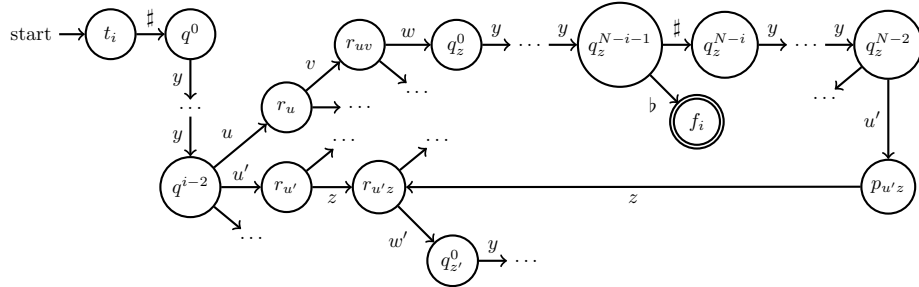 start t_i ♯ q^0 y ⋯ y q^{i-2}
u r_u ⋯
v r_{uv} ⋯
w q_z^0 y ⋯ y q_z^{N-i-1} ♯ q_z^{N-i} y ⋯ y q_z^{N-2} ⋯
♭ f_i
u' r_{u'} ⋯ z r_{u'z} ⋯ z p_{u'z} u'
⋯
w' q_{z'}^0 y ⋯